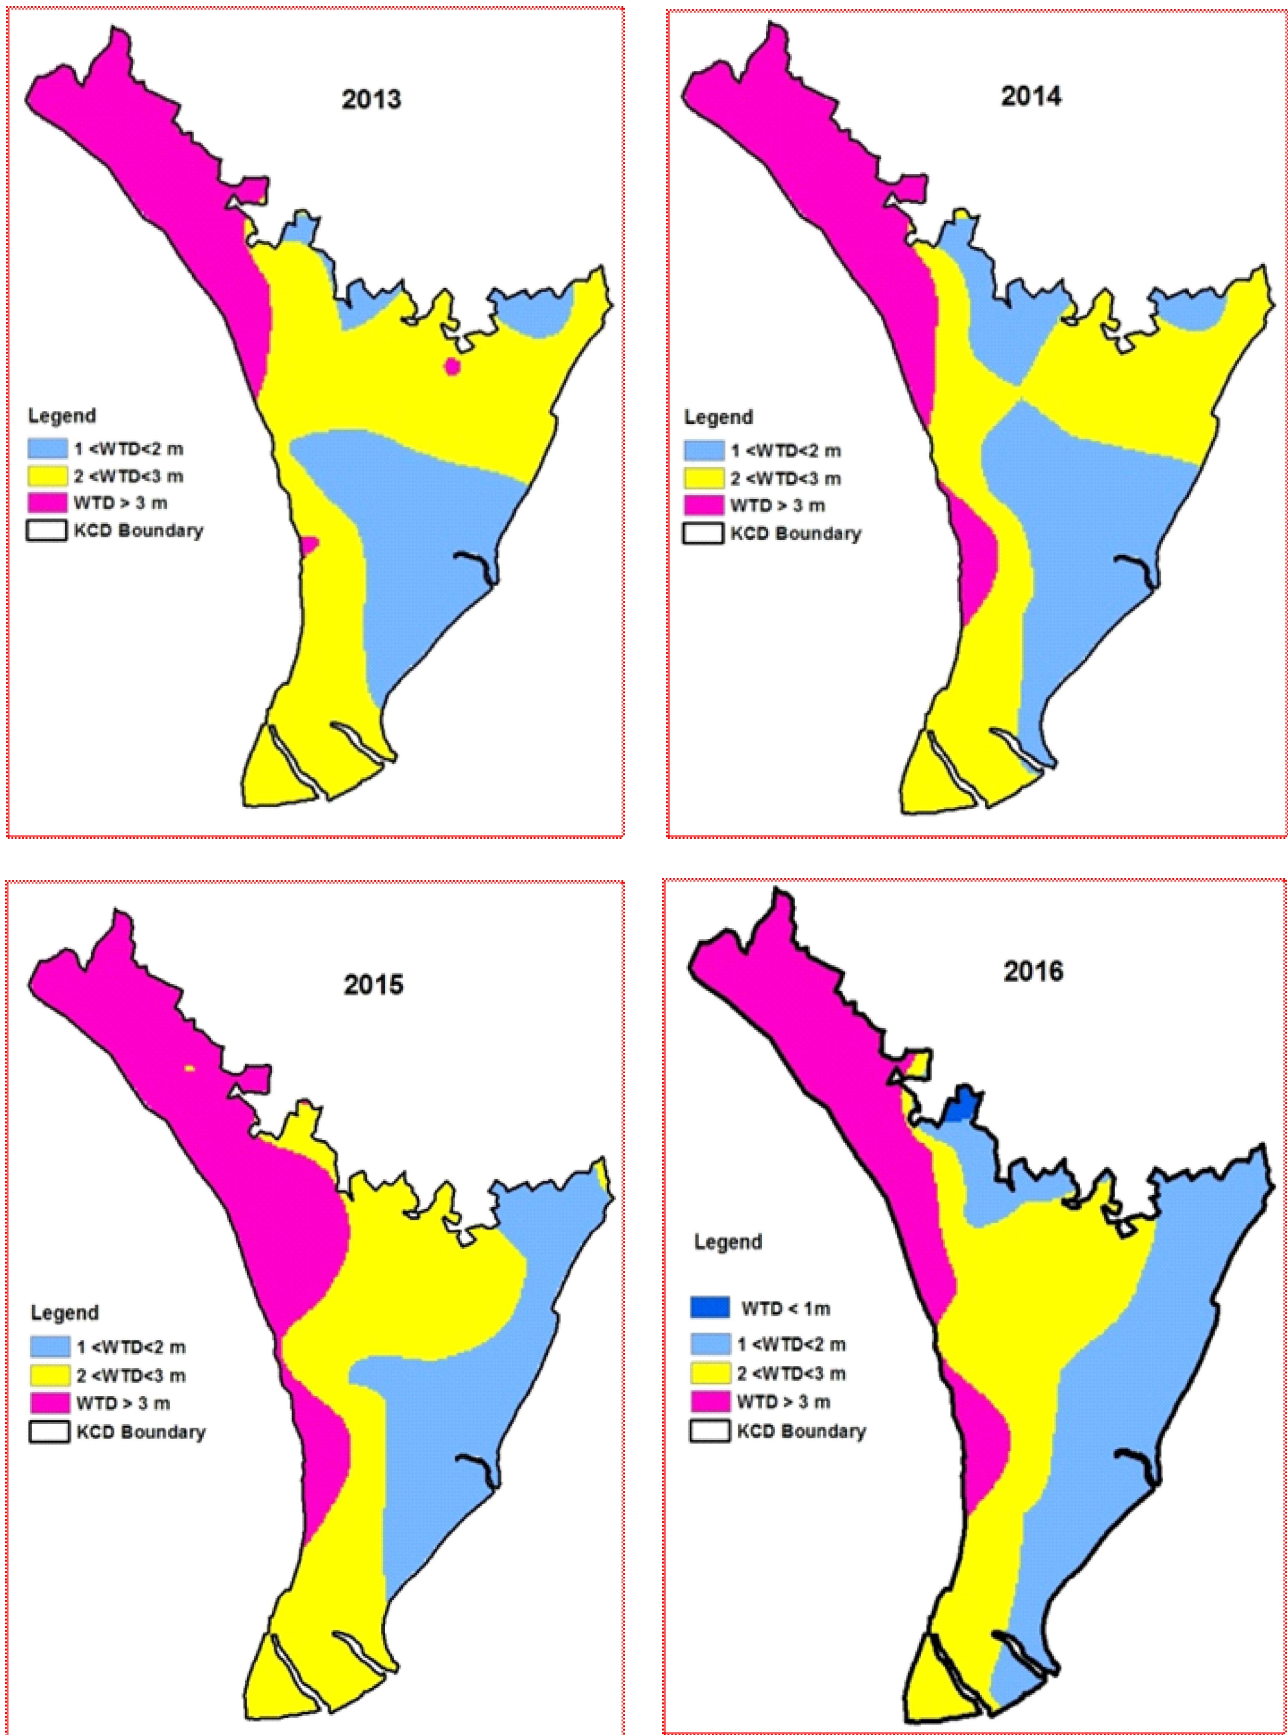 2013
Legend
1 <WTD<2 m
2 <WTD<3 m
WTD > 3 m
KCD Boundary
2014
Legend
1 <WTD<2 m
2 <WTD<3 m
WTD > 3 m
KCD Boundary
2015
Legend
1 <WTD<2 m
2 <WTD<3 m
WTD > 3 m
KCD Boundary
2016
Legend
WTD < 1m
1 <WTD<2 m
2 <WTD<3 m
WTD > 3 m
KCD Boundary